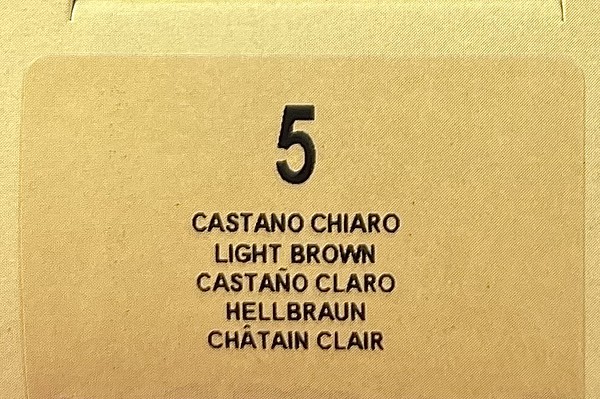 5
CASTANO CHIARO
LIGHT BROWN
CASTAÑO CLARO
HELLBRAUN
CHÂTAIN CLAIR